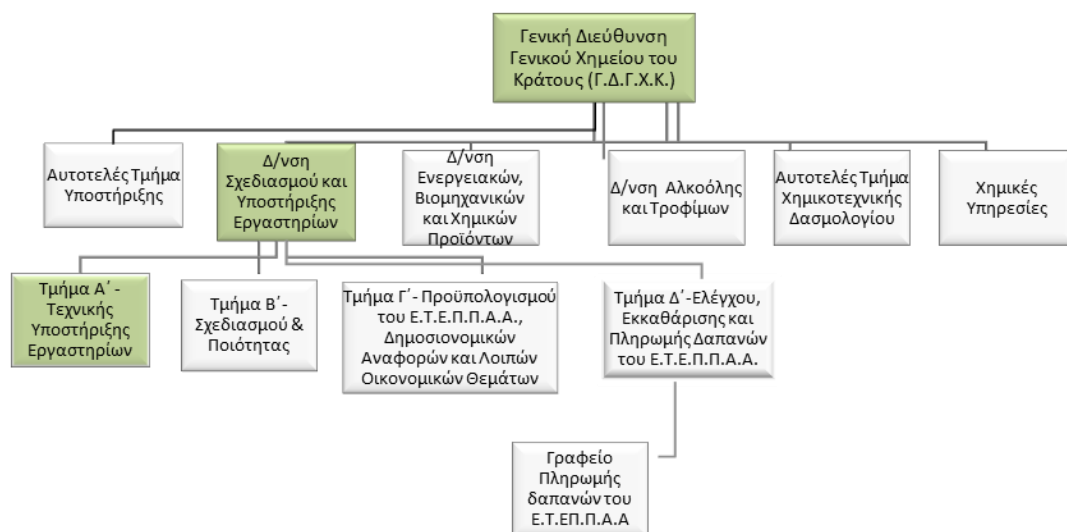 Γενική Διεύθυνση
Γενικού Χημείου του
Κράτους (Γ.Δ.Γ.Χ.Κ.)
Αυτοτελές Τμήμα
Υποστήριξης
Δ/νση
Σχεδιασμού και
Υποστήριξης
Εργαστηρίων
Δ/νση
Ενεργειακών,
Βιομηχανικών
και Χημικών
Προϊόντων
Δ/νση Αλκοόλης
και Τροφίμων
Αυτοτελές Τμήμα
Χημικοτεχνικής
Δασμολογίου
Χημικές
Υπηρεσίες
Τμήμα Α΄-
Τεχνικής
Υποστήριξης
Εργαστηρίων
Τμήμα Β΄-
Σχεδιασμού &
Ποιότητας
Τμήμα Γ΄- Προϋπολογισμού
του Ε.Τ.Ε.Π.Π.Α.Α.,
Δημοσιονομικών
Αναφορών και Λοιπών
Οικονομικών Θεμάτων
Τμήμα Δ΄-Ελέγχου,
Εκκαθάρισης και
Πληρωμής Δαπανών
του Ε.Τ.Ε.Π.Π.Α.Α.
Γραφείο
Πληρωμής
δαπανών του
Ε.Τ.ΕΠ.Π.Α.Α